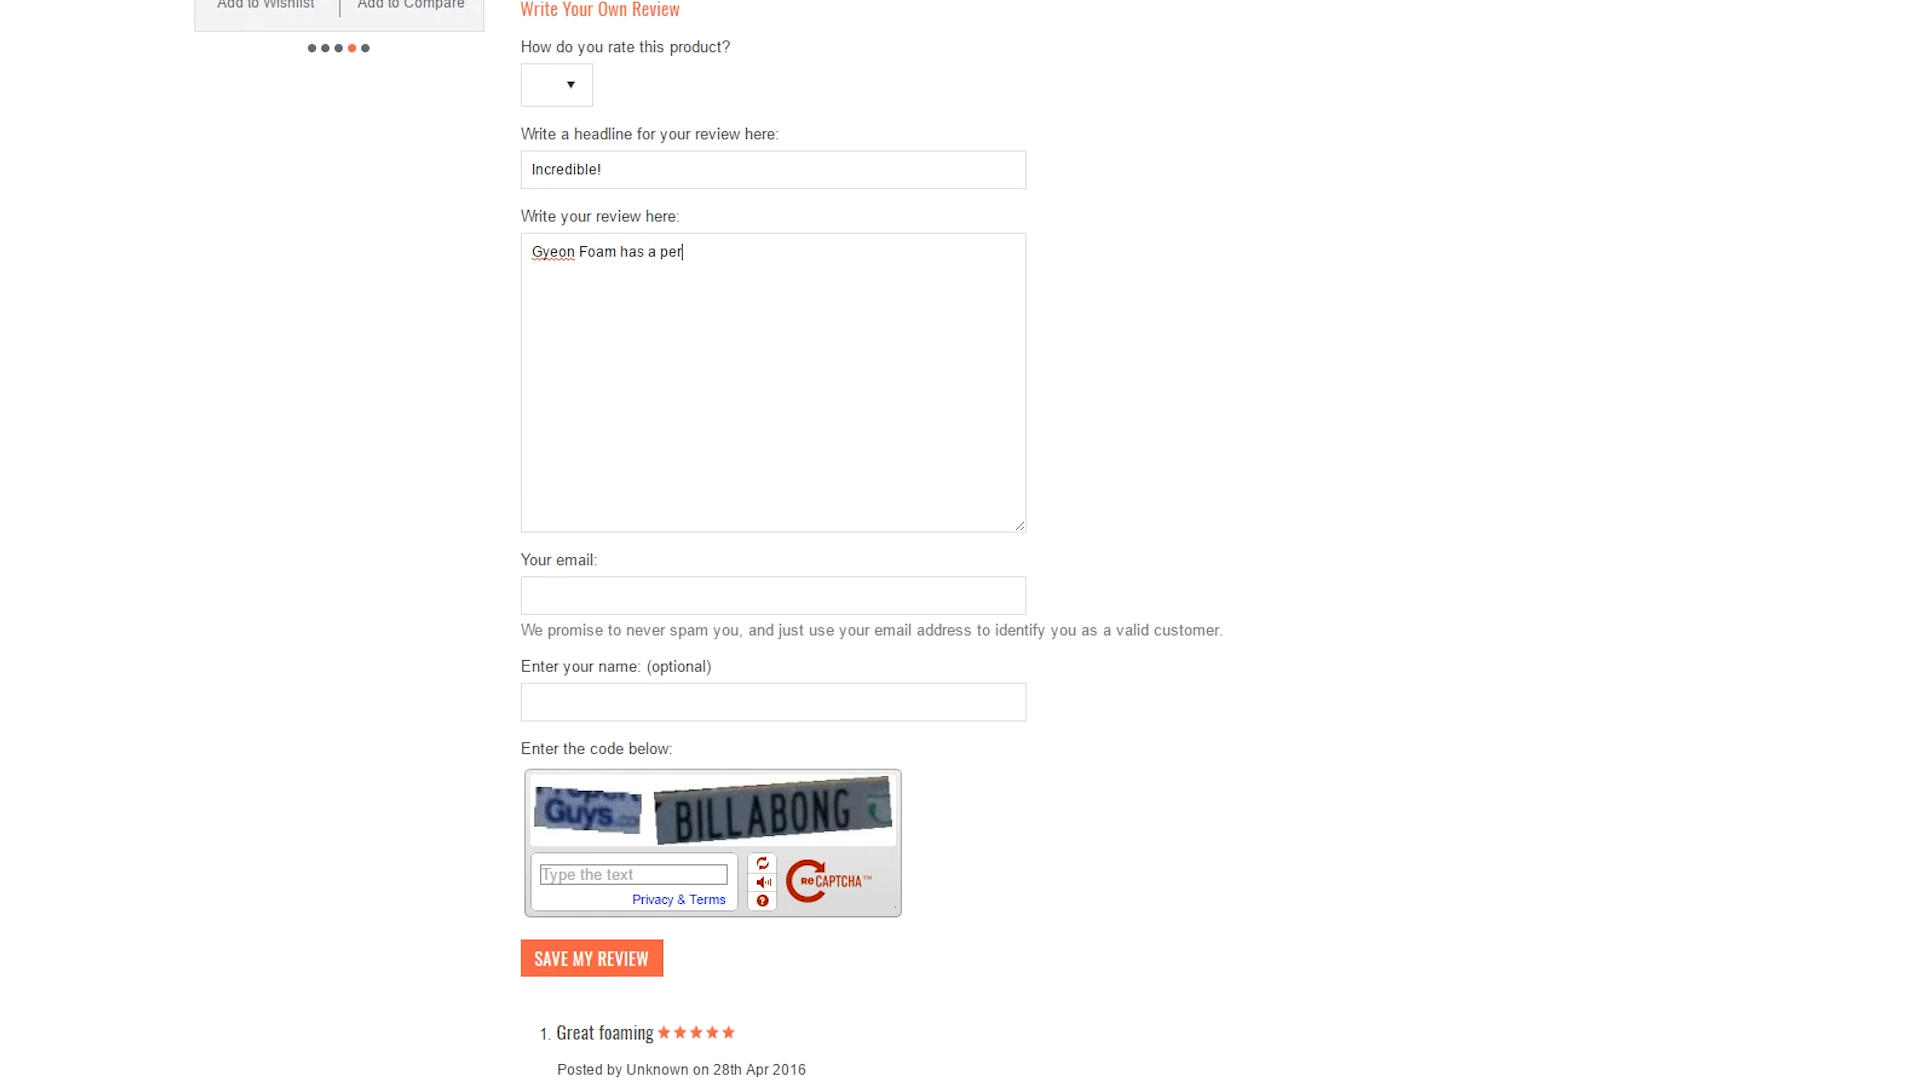 Add to Wishlist
Add to Compare
Write Your Own Review
How do you rate this product?
Write a headline for your review here:
Incredible!
Write your review here:
Gyeon Foam has a per
Your email:
We promise to never spam you, and just use your email address to identify you as a valid customer.
Enter your name: (optional)
Enter the code below:
Guys.co
BILLABONG
Type the text
Privacy & Terms
reCAPTCHA™
SAVE MY REVIEW
1. Great foaming
Posted by Unknown on 28th Apr 2016